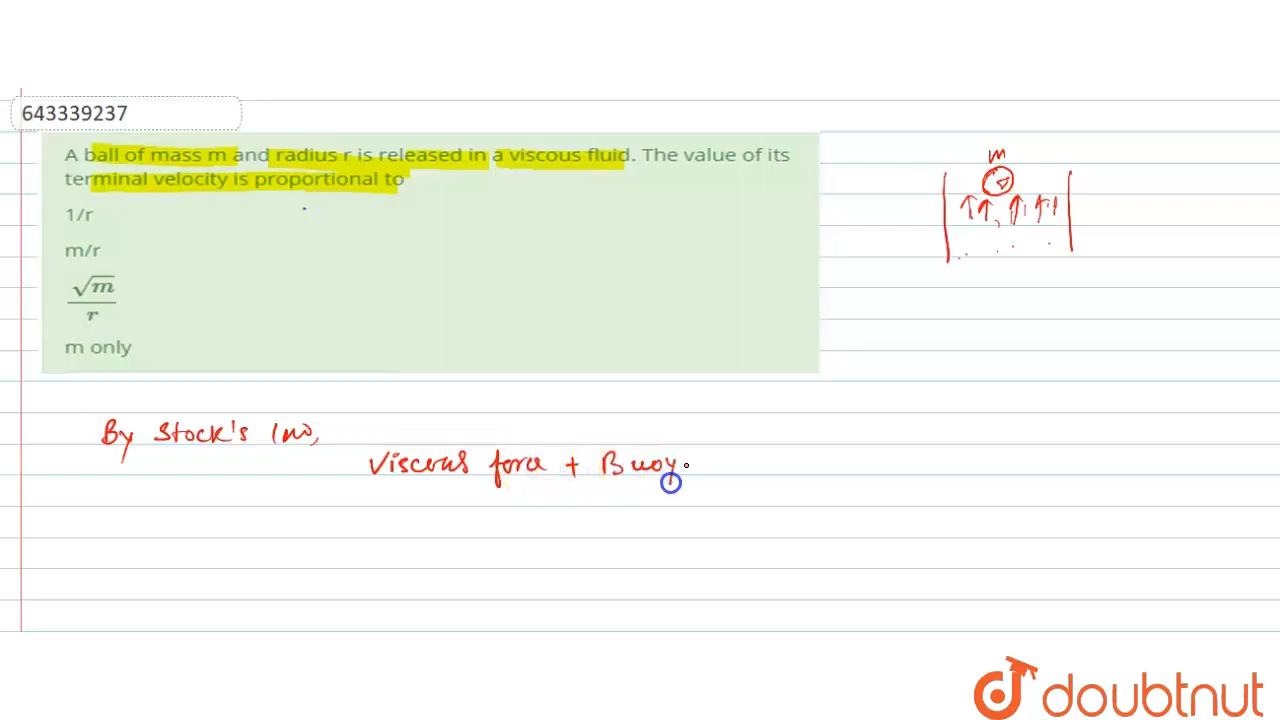 643339237
A ball of mass m and radius r is released in a viscous fluid. The value of its
terminal velocity is proportional to
1/r
m/r
√m/r
m only
m
By Stock's
Viscous force + Buoy
doubtnut